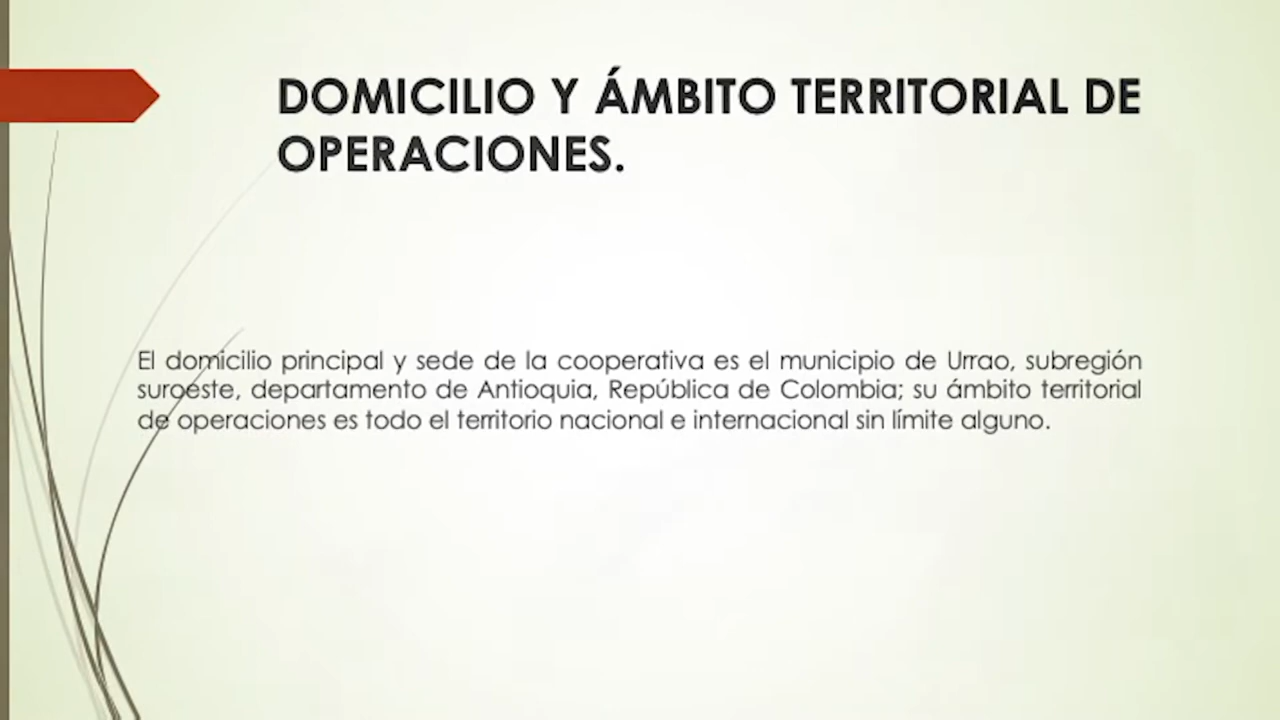 DOMICILIO Y ÁMBITO TERRITORIAL DE
OPERACIONES.
El domicilio principal y sede de la cooperativa es el municipio de Urrao, subregión
suroeste, departamento de Antioquia, República de Colombia; su ámbito territorial
de operaciones es todo el territorio nacional e internacional sin límite alguno.